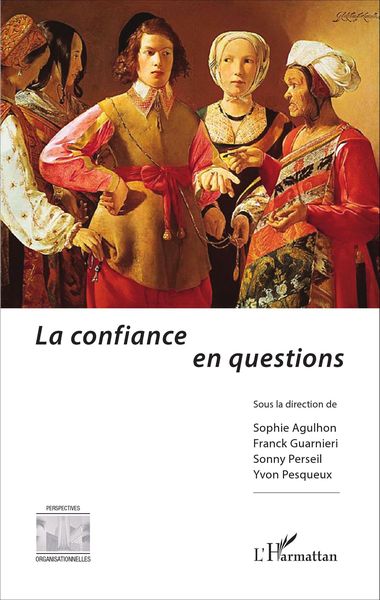 La confiance
en questions
Sous la direction de
Sophie Agulhon
Franck Guarnieri
Sonny Perseil
Yvon Pesqueux
PERSPECTIVES
ORGANISATIONNELLES
L'Harmattan